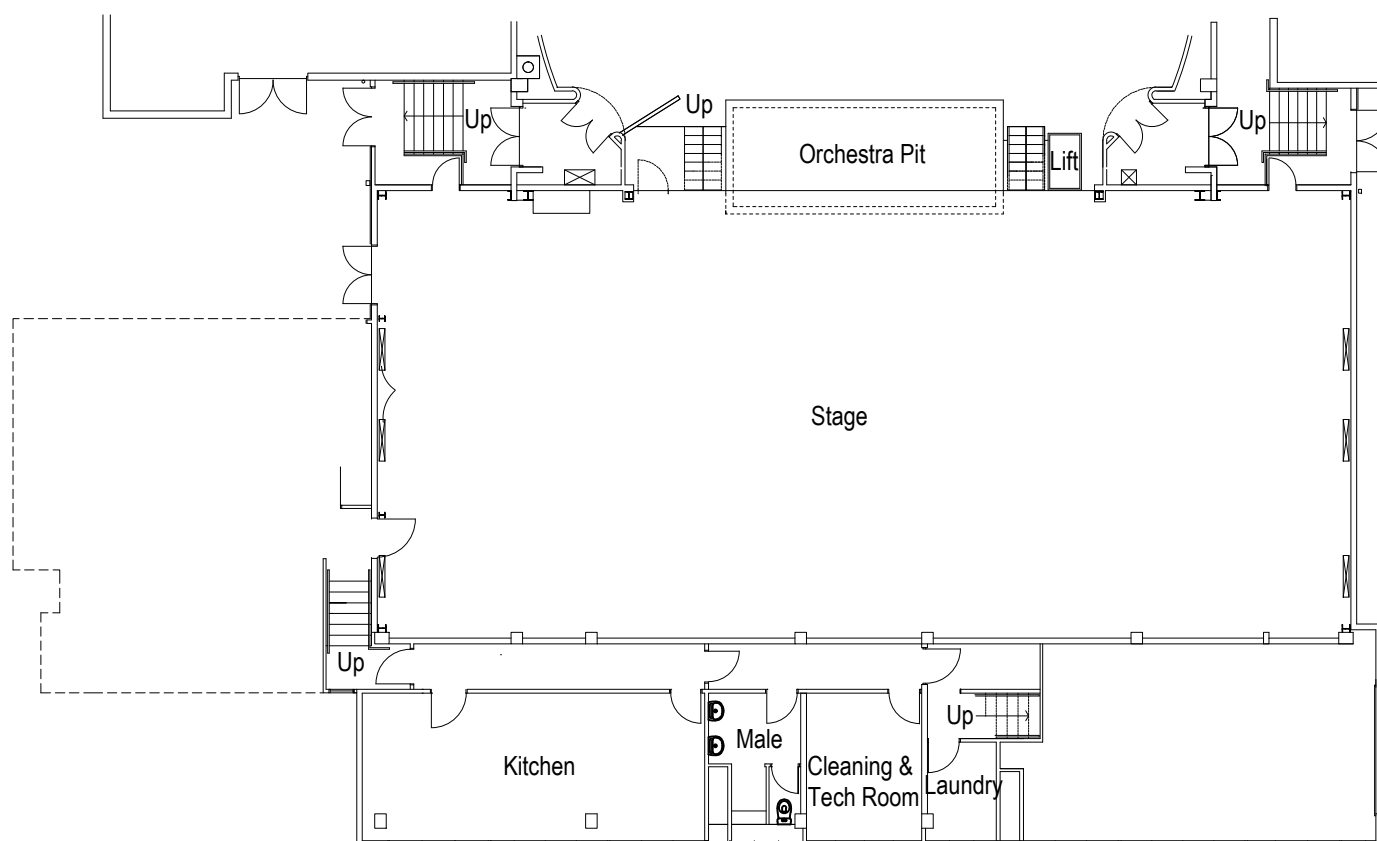 Up
Up
Up
Orchestra Pit
Lift
Stage
Up
Up
Male
Kitchen
Cleaning &
Tech Room
Laundry